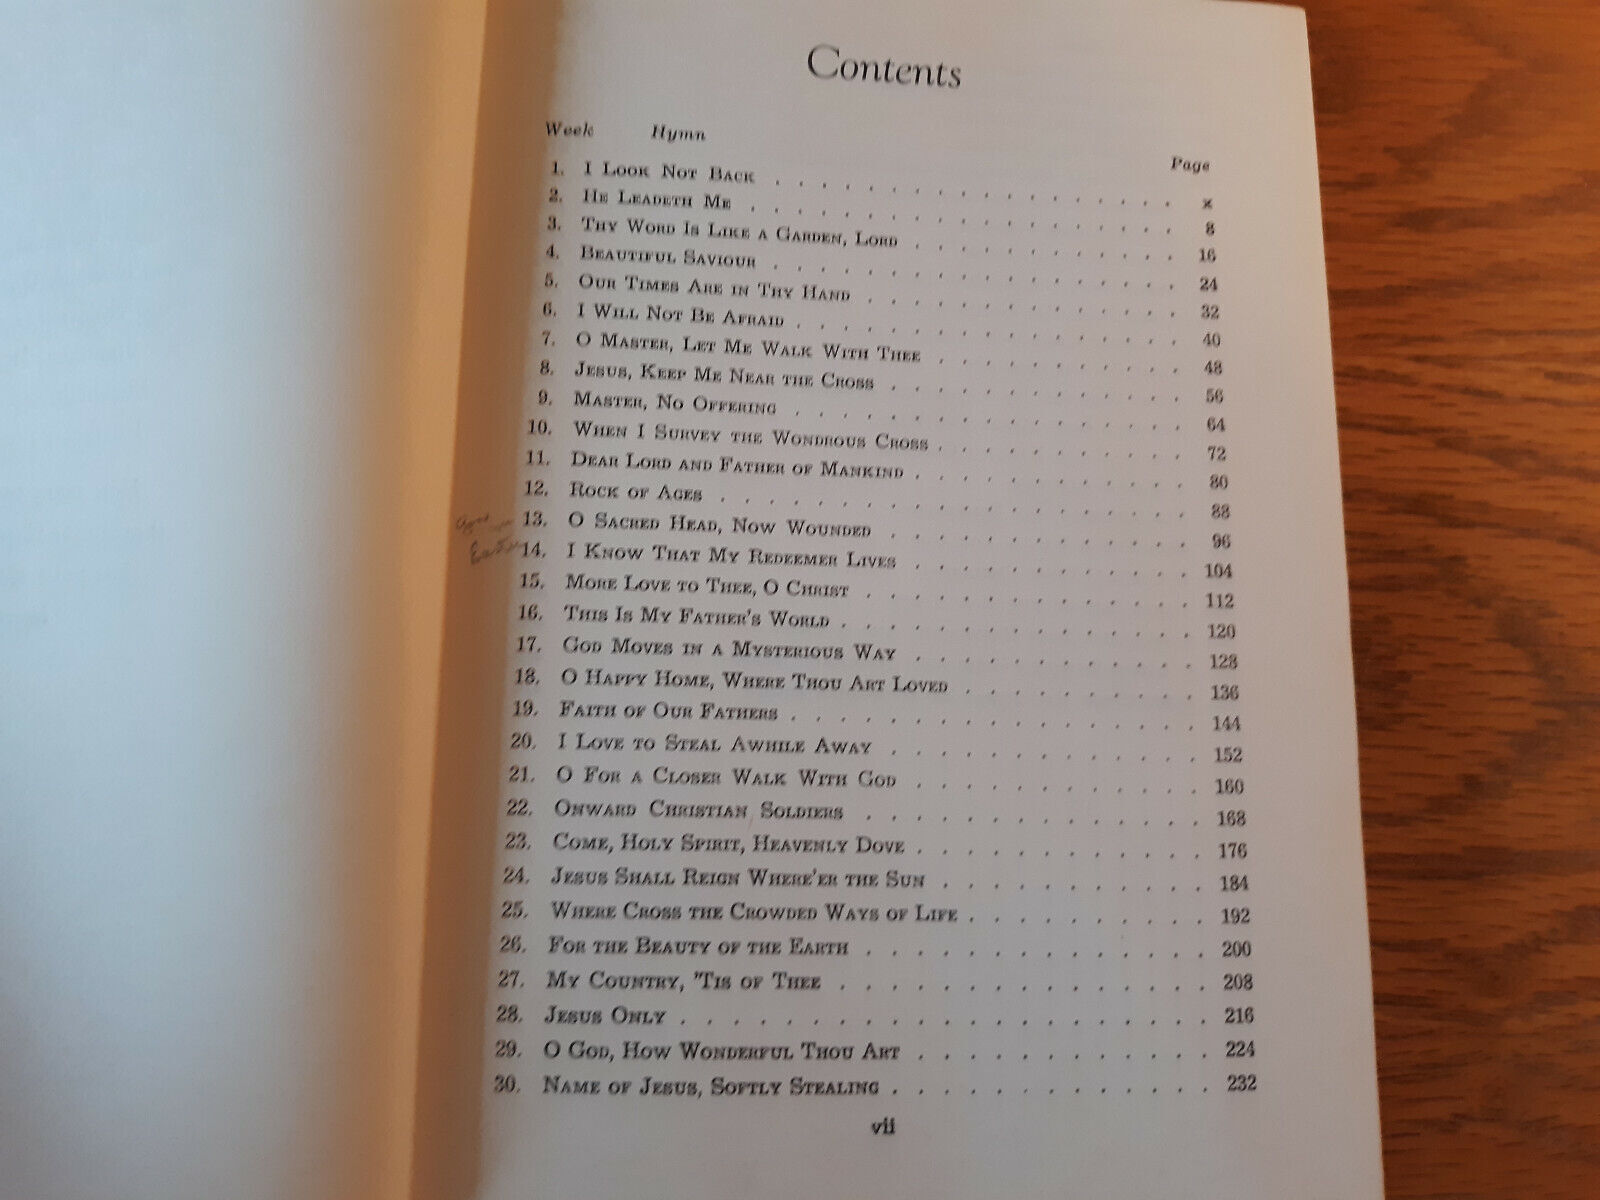 Contents
Week Hymn Page
1. I Look Not Back . . . . . . . . . . . . . . . . . x
2. He Leadeth Me . . . . . . . . . . . . . . . . . . 8
3. Thy Word Is Like a Garden, Lord . . . . . . . . . . . . 16
4. Beautiful Saviour . . . . . . . . . . . . . . . . . 24
5. Our Times Are in Thy Hand . . . . . . . . . . . . . . 32
6. I Will Not Be Afraid . . . . . . . . . . . . . . . . 40
7. O Master, Let Me Walk With Thee . . . . . . . . . . . 48
8. Jesus, Keep Me Near the Cross . . . . . . . . . . . . . 56
9. Master, No Offering . . . . . . . . . . . . . . . . 64
10. When I Survey the Wondrous Cross . . . . . . . . . . . 72
11. Dear Lord and Father of Mankind . . . . . . . . . . . . 80
12. Rock of Ages . . . . . . . . . . . . . . . . . . . 88
13. O Sacred Head, Now Wounded . . . . . . . . . . . . . 96
Easter 14. I Know That My Redeemer Lives . . . . . . . . . . . . 104
15. More Love to Thee, O Christ . . . . . . . . . . . . . . 112
16. This Is My Father's World . . . . . . . . . . . . . . . 120
17. God Moves in a Mysterious Way . . . . . . . . . . . . 128
18. O Happy Home, Where Thou Art Loved . . . . . . . . . . 136
19. Faith of Our Fathers . . . . . . . . . . . . . . . . . 144
20. I Love to Steal Awhile Away . . . . . . . . . . . . . 152
21. O For a Closer Walk With God . . . . . . . . . . . . 160
22. Onward Christian Soldiers . . . . . . . . . . . . . . 168
23. Come, Holy Spirit, Heavenly Dove . . . . . . . . . . . . 176
24. Jesus Shall Reign Where'er the Sun . . . . . . . . . . . 184
25. Where Cross the Crowded Ways of Life . . . . . . . . . . 192
26. For the Beauty of the Earth . . . . . . . . . . . . . . 200
27. My Country, 'Tis of Thee . . . . . . . . . . . . . . . 208
28. Jesus Only . . . . . . . . . . . . . . . . . . . . 216
29. O God, How Wonderful Thou Art . . . . . . . . . . . . 224
30. Name of Jesus, Softly Stealing . . . . . . . . . . . . . 232
vii